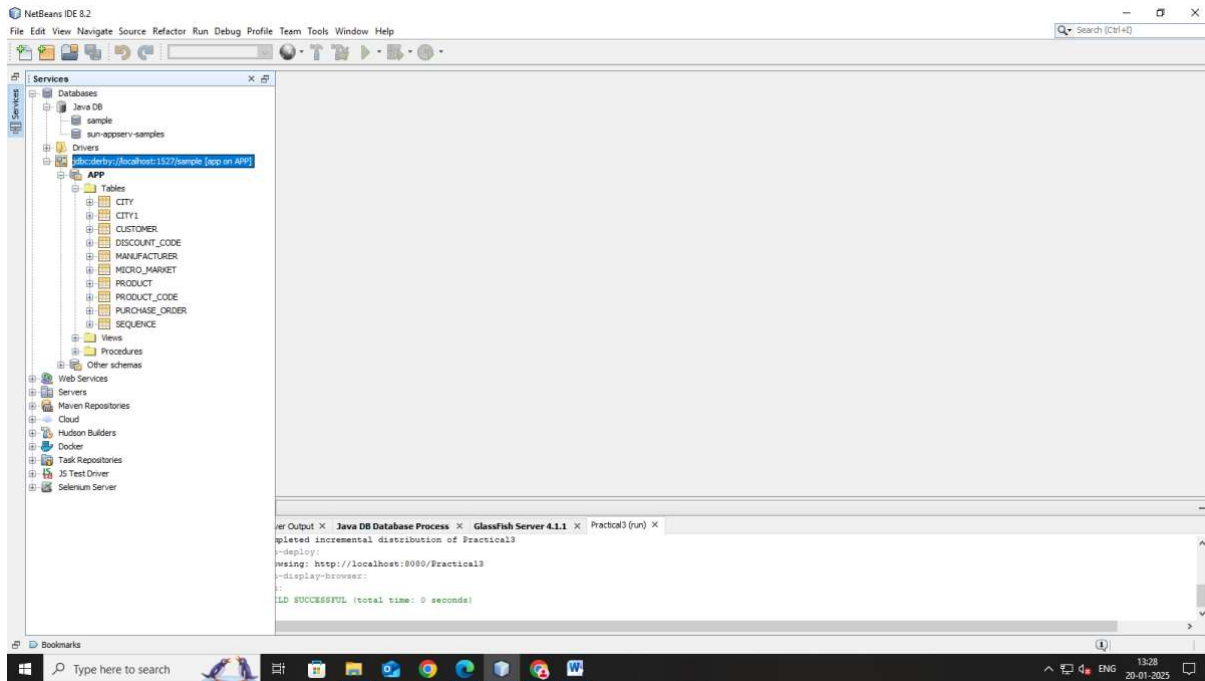 NetBeans IDE 8.2
File Edit View Navigate Source Refactor Run Debug Profile Team Tools Window Help
Search (Ctrl+I)
Services
Services
Databases
Java DB
sample
sun-appserv-samples
Drivers
jdbc:derby://localhost:1527/sample [app on APP]
APP
Tables
CITY
CITY1
CUSTOMER
DISCOUNT_CODE
MANUFACTURER
MICRO_MARKET
PRODUCT
PRODUCT_CODE
PURCHASE_ORDER
SEQUENCE
Views
Procedures
Other schemas
Web Services
Servers
Maven Repositories
Cloud
Hudson Builders
Docker
Task Repositories
JS Test Driver
Selenium Server
ver Output Java DB Database Process GlassFish Server 4.1.1 Practical3 (run)
mpleted incremental distribution of Practical3
n-deploy:
owsing: http://localhost:8080/Practical3
n-display-browser:
n:
ILD SUCCESSFUL (total time: 0 seconds)
Bookmarks
Type here to search
ENG
13:28
20-01-2025